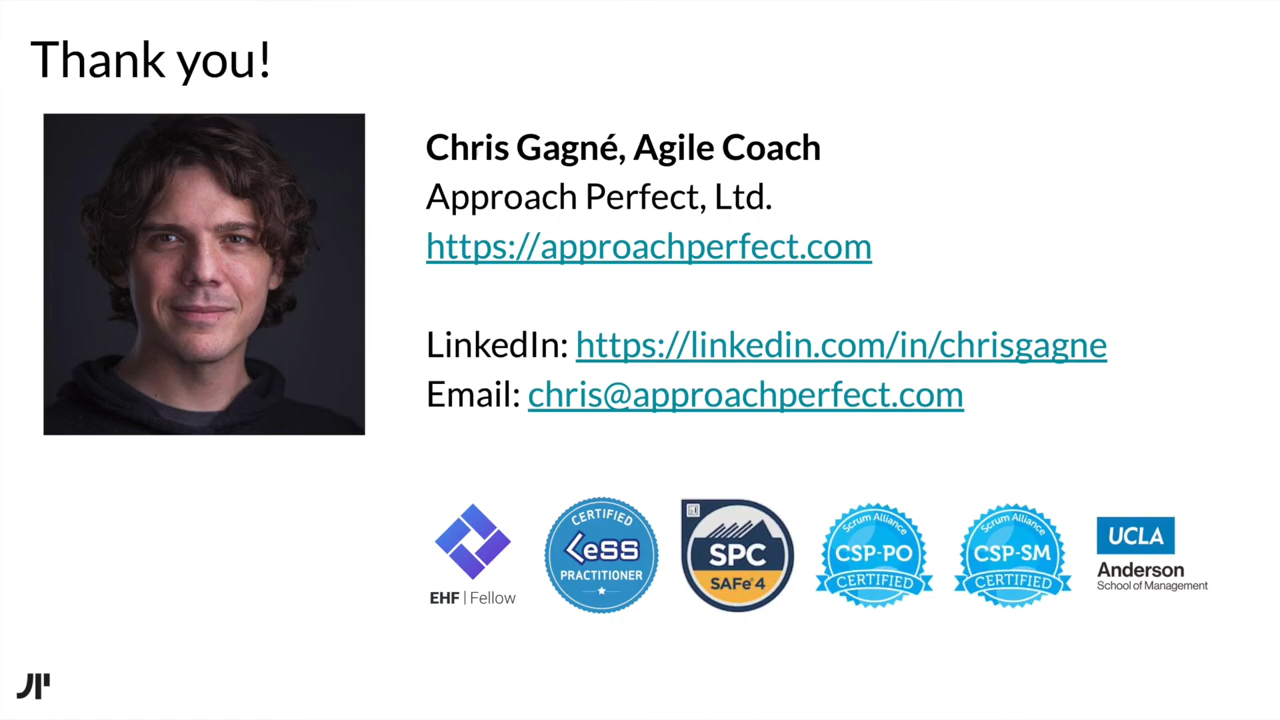 Thank you!
Chris Gagné, Agile Coach
Approach Perfect, Ltd.
https://approachperfect.com
LinkedIn: https://linkedin.com/in/chrisgagne
Email: chris@approachperfect.com
EHF | Fellow
CERTIFIED
LeSS
PRACTITIONER
SPC
SAFe® 4
Scrum Alliance
CSP-PO
CERTIFIED
Scrum Alliance
CSP-SM
CERTIFIED
UCLA
Anderson
School of Management